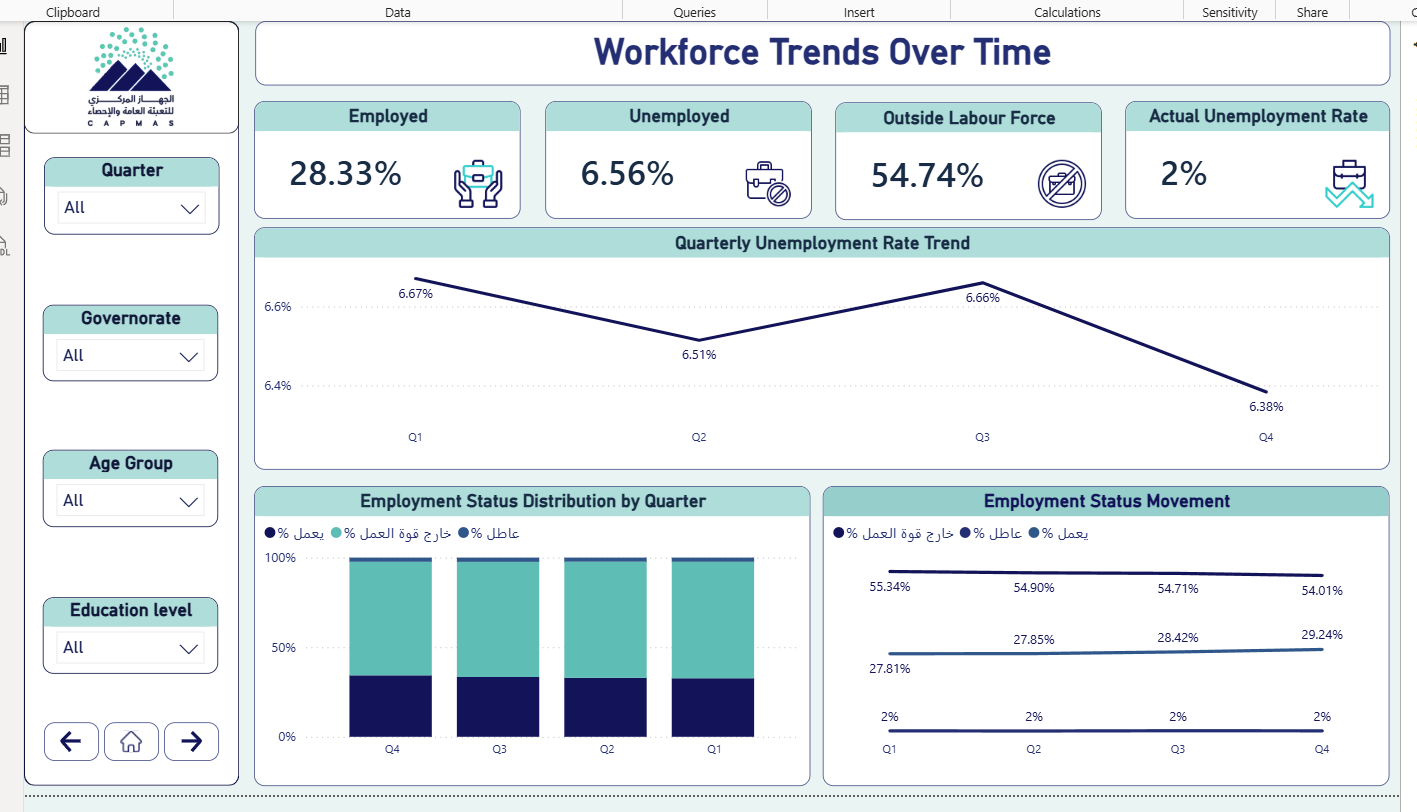 Clipboard
Data
Queries
Insert
Calculations
Sensitivity
Share
الجهاز المركزي
للتعبئة العامة والإحصاء
CAPMAS
Workforce Trends Over Time
Quarter
All
Governorate
All
Age Group
All
Education level
All
Employed
28.33%
Unemployed
6.56%
Outside Labour Force
54.74%
Actual Unemployment Rate
2%
Quarterly Unemployment Rate Trend
6.6%
6.4%
6.67%
6.51%
6.66%
6.38%
Q1 Q2 Q3 Q4
Employment Status Distribution by Quarter
% يعمل % خارج قوة العمل % عاطل
100%
50%
0%
Q4 Q3 Q2 Q1
Employment Status Movement
% خارج قوة العمل % عاطل % يعمل
55.34% 54.90% 54.71% 54.01%
27.81% 27.85% 28.42% 29.24%
2% 2% 2% 2%
Q1 Q2 Q3 Q4